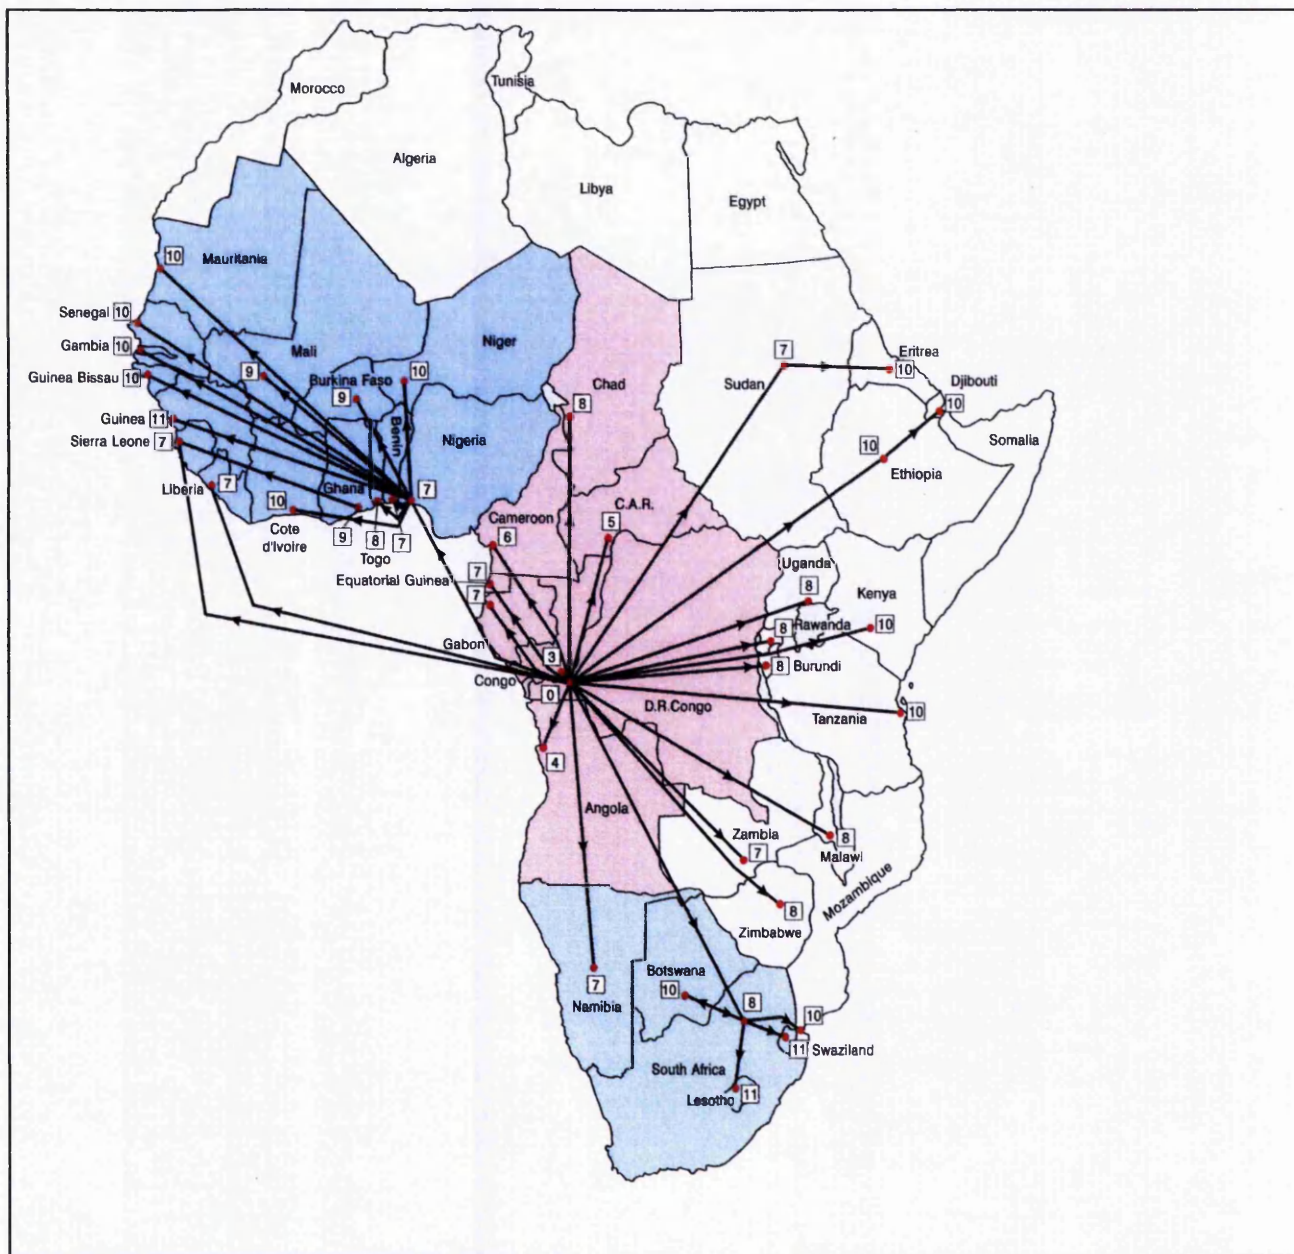 Morocco
Tunisia
Algeria
Libya
Egypt
Mauritania
10
Senegal 10
Gambia 10
Guinea Bissau 10
Guinea 11
Sierra Leone 7
Liberia 7
Mali
9
Burkina Faso
9
10
Niger
Benin
Nigeria
7
Ghana
10
Cote
d'Ivoire
9
8
Togo
7
Chad
8
Sudan
7
Eritrea
10
Djibouti
10
Somalia
10
Ethiopia
C.A.R.
5
Cameroon
6
Equatorial Guinea
7
7
Gabon
Congo
3
0
D.R.Congo
4
Uganda
8
Kenya
10
8 Rawanda
8 Burundi
Tanzania
10
Angola
Zambia
7
8
Malawi
Mozambique
8
Zimbabwe
7
Namibia
Botswana
10
8
10
11 Swaziland
South Africa
Lesotho 11